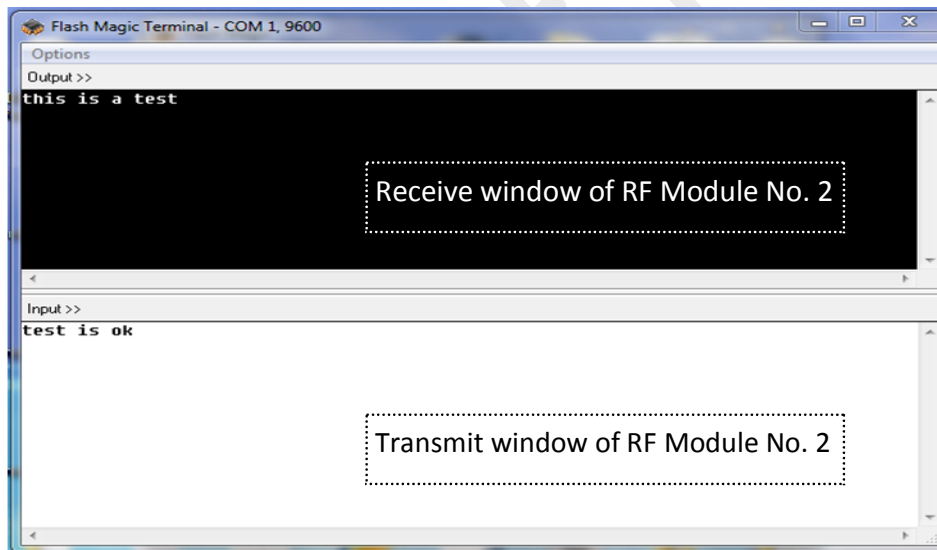 Flash Magic Terminal - COM 1, 9600
Options
Output >>
this is a test
Receive window of RF Module No. 2
Input >>
test is ok
Transmit window of RF Module No. 2